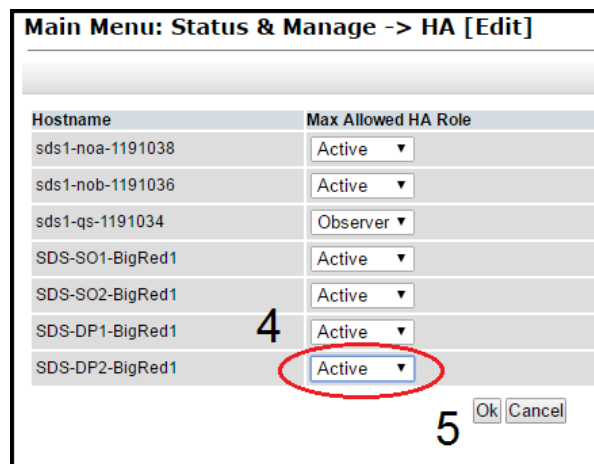 Main Menu: Status & Manage -> HA [Edit]
Hostname Max Allowed HA Role
sds1-noa-1191038 Active
sds1-nob-1191036 Active
sds1-qs-1191034 Observer
SDS-SO1-BigRed1 Active
SDS-SO2-BigRed1 Active
SDS-DP1-BigRed1 4 Active
SDS-DP2-BigRed1 Active
5 Ok Cancel